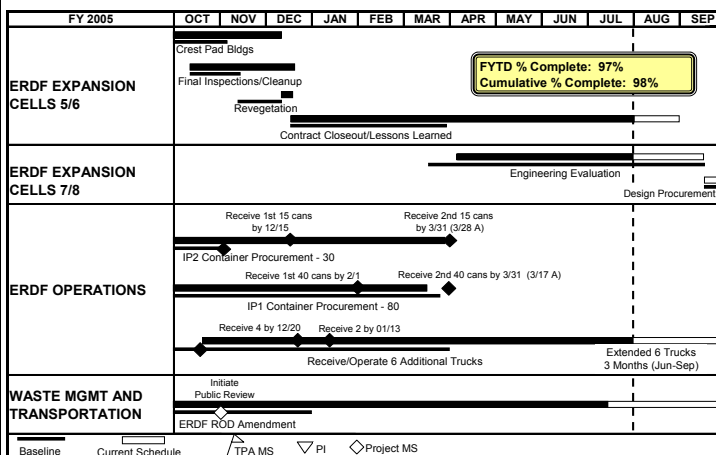 FY 2005 OCT NOV DEC JAN FEB MAR APR MAY JUN JUL AUG SEP
Crest Pad Bldgs
FYTD % Complete: 97%
Cumulative % Complete: 98%
ERDF EXPANSION
CELLS 5/6
Final Inspections/Cleanup
Revegetation
Contract Closeout/Lessons Learned
ERDF EXPANSION
CELLS 7/8
Engineering Evaluation
Design Procurement
ERDF OPERATIONS
Receive 1st 15 cans
by 12/15
Receive 2nd 15 cans
by 3/31 (3/28 A)
IP2 Container Procurement - 30
Receive 1st 40 cans by 2/1
Receive 2nd 40 cans by 3/31 (3/17 A)
IP1 Container Procurement - 80
Receive 4 by 12/20
Receive 2 by 01/13
Receive/Operate 6 Additional Trucks
Extended 6 Trucks
3 Months (Jun-Sep)
WASTE MGMT AND
TRANSPORTATION
Initiate
Public Review
ERDF ROD Amendment
Baseline
Current Schedule
TPA MS
PI
Project MS